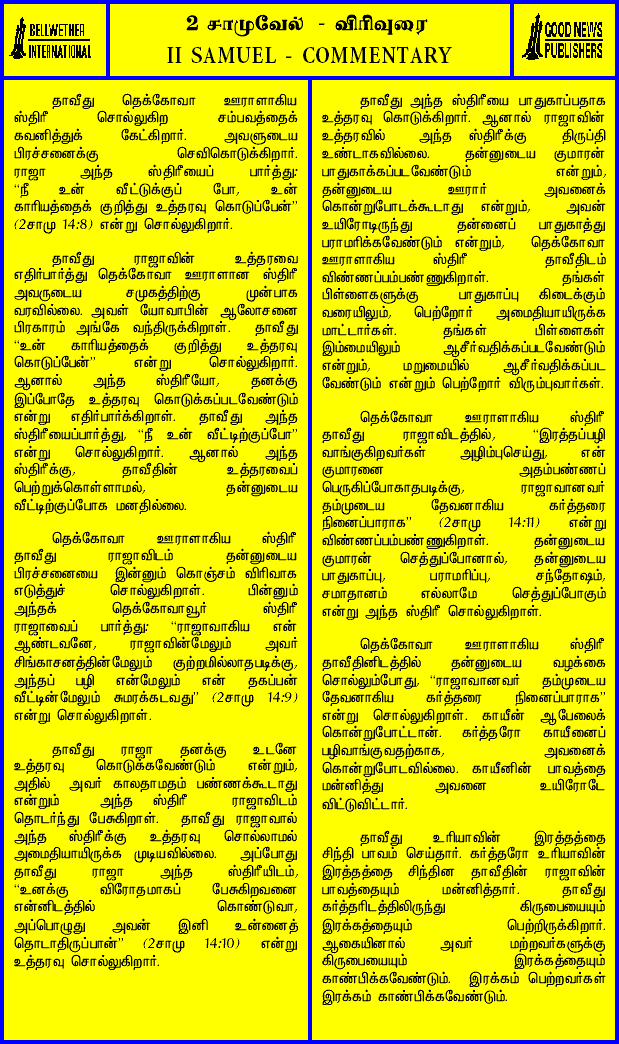 BELLWETHER
INTERNATIONAL
2 சாமுவேல் - விரிவுரை
II SAMUEL - COMMENTARY
GOOD NEWS
PUBLISHERS
தாவீது தெக்கோவா ஊராளாகிய
ஸ்திரீ சொல்லுகிற சம்பவத்தைக்
கவனித்துக் கேட்கிறார். அவளுடைய
பிரச்சனைக்கு செவிகொடுக்கிறார்.
ராஜா அந்த ஸ்திரீயைப் பார்த்து:
“நீ உன் வீட்டுக்குப் போ, உன்
காரியத்தைக் குறித்து உத்தரவு கொடுப்பேன்”
(2சாமு 14:8) என்று சொல்லுகிறார்.
தாவீது ராஜாவின் உத்தரவை
எதிர்பார்த்து தெக்கோவா ஊராளான ஸ்திரீ
அவருடைய சமுகத்திற்கு முன்பாக
வரவில்லை. அவள் யோவாபின் ஆலோசனை
பிரகாரம் அங்கே வந்திருக்கிறாள். தாவீது
“உன் காரியத்தைக் குறித்து உத்தரவு
கொடுப்பேன்” என்று சொல்லுகிறார்.
ஆனால் அந்த ஸ்திரீயோ, தனக்கு
இப்போதே உத்தரவு கொடுக்கப்படவேண்டும்
என்று எதிர்பார்க்கிறாள். தாவீது அந்த
ஸ்திரீயைப்பார்த்து, “நீ உன் வீட்டிற்குப்போ”
என்று சொல்லுகிறார். ஆனால் அந்த
ஸ்திரீக்கு, தாவீதின் உத்தரவைப்
பெற்றுக்கொள்ளாமல், தன்னுடைய
வீட்டிற்குப்போக மனதில்லை.
தெக்கோவா ஊராளாகிய ஸ்திரீ
தாவீது ராஜாவிடம் தன்னுடைய
பிரச்சனையை இன்னும் கொஞ்சம் விரிவாக
எடுத்துச் சொல்லுகிறாள். பின்னும்
அந்தக் தெக்கோவாவூர் ஸ்திரீ
ராஜாவைப் பார்த்து: “ராஜாவாகிய என்
ஆண்டவனே, ராஜாவின்மேலும் அவர்
சிங்காசனத்தின்மேலும் குற்றமில்லாதபடிக்கு,
அந்தப் பழி என்மேலும் என் தகப்பன்
வீட்டின்மேலும் சுமரக்கடவது” (2சாமு 14:9)
என்று சொல்லுகிறாள்.
தாவீது ராஜா தனக்கு உடனே
உத்தரவு கொடுக்கவேண்டும் என்றும்,
அதில் அவர் காலதாமதம் பண்ணக்கூடாது
என்றும் அந்த ஸ்திரீ ராஜாவிடம்
தொடர்ந்து பேசுகிறாள். தாவீது ராஜாவால்
அந்த ஸ்திரீக்கு உத்தரவு சொல்லாமல்
அமைதியாயிருக்க முடியவில்லை. அப்போது
தாவீது ராஜா அந்த ஸ்திரீயிடம்,
“உனக்கு விரோதமாகப் பேசுகிறவனை
என்னிடத்தில் கொண்டுவா,
அப்பொழுது அவன் இனி உன்னைத்
தொடாதிருப்பான்” (2சாமு 14:10) என்று
உத்தரவு சொல்லுகிறார்.
தாவீது அந்த ஸ்திரீயை பாதுகாப்பதாக
உத்தரவு கொடுக்கிறார். ஆனால் ராஜாவின்
உத்தரவில் அந்த ஸ்திரீக்கு திருப்தி
உண்டாகவில்லை. தன்னுடைய குமாரன்
பாதுகாக்கப்படவேண்டும் என்றும்,
தன்னுடைய ஊரார் அவனைக்
கொன்றுபோடக்கூடாது என்றும், அவன்
உயிரோடிருந்து தன்னைப் பாதுகாத்து
பராமரிக்கவேண்டும் என்றும், தெக்கோவா
ஊராளாகிய ஸ்திரீ தாவீதிடம்
விண்ணப்பம்பண்ணுகிறாள். தங்கள்
பிள்ளைகளுக்கு பாதுகாப்பு கிடைக்கும்
வரையிலும், பெற்றோர் அமைதியாயிருக்க
மாட்டார்கள். தங்கள் பிள்ளைகள்
இம்மையிலும் ஆசீர்வதிக்கப்படவேண்டும்
என்றும், மறுமையில் ஆசீர்வதிக்கப்பட
வேண்டும் என்றும் பெற்றோர் விரும்புவார்கள்.
தெக்கோவா ஊராளாகிய ஸ்திரீ
தாவீது ராஜாவிடத்தில், “இரத்தப்பழி
வாங்குகிறவர்கள் அழிம்புசெய்து, என்
குமாரனை அதம்பண்ணப்
பெருகிப்போகாதபடிக்கு, ராஜாவானவர்
தம்முடைய தேவனாகிய கர்த்தரை
நினைப்பாராக” (2சாமு 14:11) என்று
விண்ணப்பம்பண்ணுகிறாள். தன்னுடைய
குமாரன் செத்துப்போனால், தன்னுடைய
பாதுகாப்பு, பராமரிப்பு, சந்தோஷம்,
சமாதானம் எல்லாமே செத்துப்போகும்
என்று அந்த ஸ்திரீ சொல்லுகிறாள்.
தெக்கோவா ஊராளாகிய ஸ்திரீ
தாவீதினிடத்தில் தன்னுடைய வழக்கை
சொல்லும்போது, “ராஜாவானவர் தம்முடைய
தேவனாகிய கர்த்தரை நினைப்பாராக”
என்று சொல்லுகிறாள். காயீன் ஆபேலைக்
கொன்றுபோட்டான். கர்த்தரோ காயீனைப்
பழிவாங்குவதற்காக, அவனைக்
கொன்றுபோடவில்லை. காயீனின் பாவத்தை
மன்னித்து அவனை உயிரோடே
விட்டுவிட்டார்.
தாவீது உரியாவின் இரத்தத்தை
சிந்தி பாவம் செய்தார். கர்த்தரோ உரியாவின்
இரத்தத்தை சிந்தின தாவீதின் ராஜாவின்
பாவத்தையும் மன்னித்தார். தாவீது
கர்த்தரிடத்திலிருந்து கிருபையையும்
இரக்கத்தையும் பெற்றிருக்கிறார்.
ஆகையினால் அவர் மற்றவர்களுக்கு
கிருபையையும் இரக்கத்தையும்
காண்பிக்கவேண்டும். இரக்கம் பெற்றவர்கள்
இரக்கம் காண்பிக்கவேண்டும்.